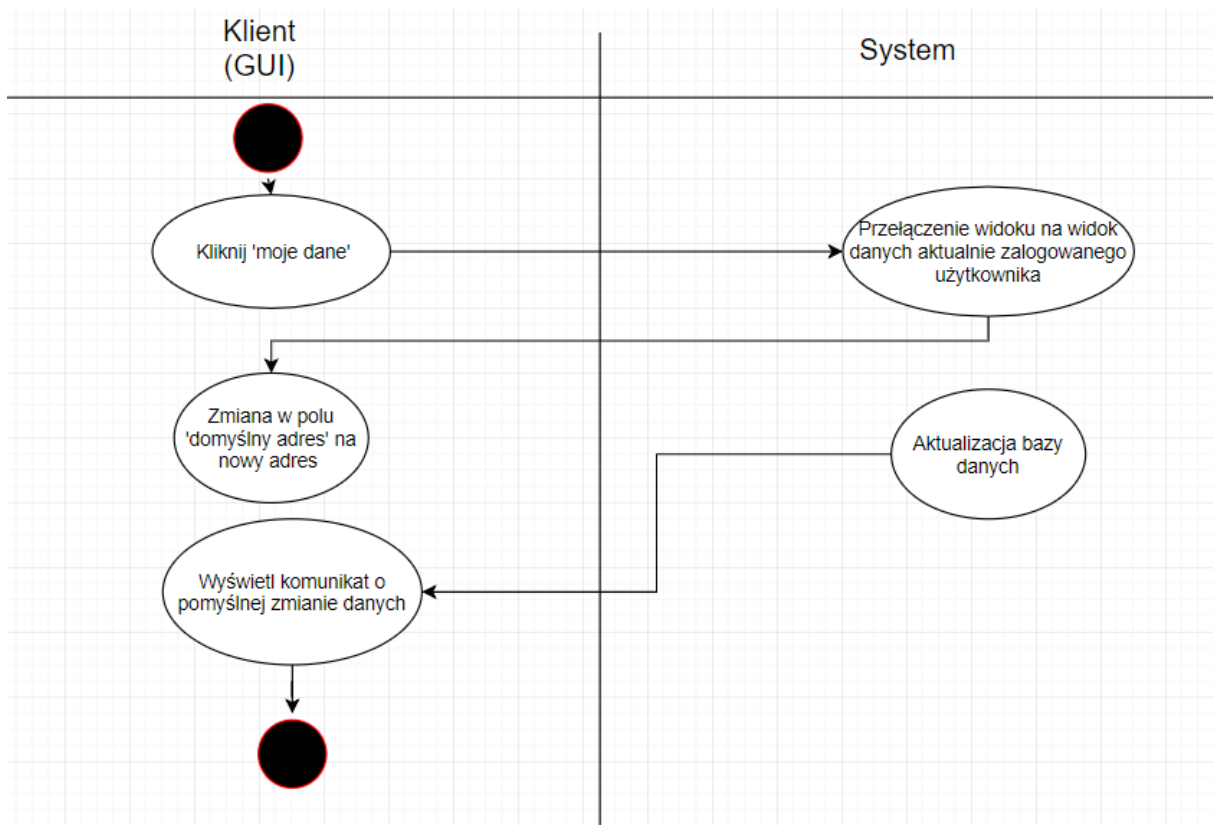 Klient
(GUI)
System
Kliknij 'moje dane'
Przełączenie widoku na widok
danych aktualnie zalogowanego
użytkownika
Zmiana w polu
'domyślny adres' na
nowy adres
Aktualizacja bazy
danych
Wyświetl komunikat o
pomyślnej zmianie danych